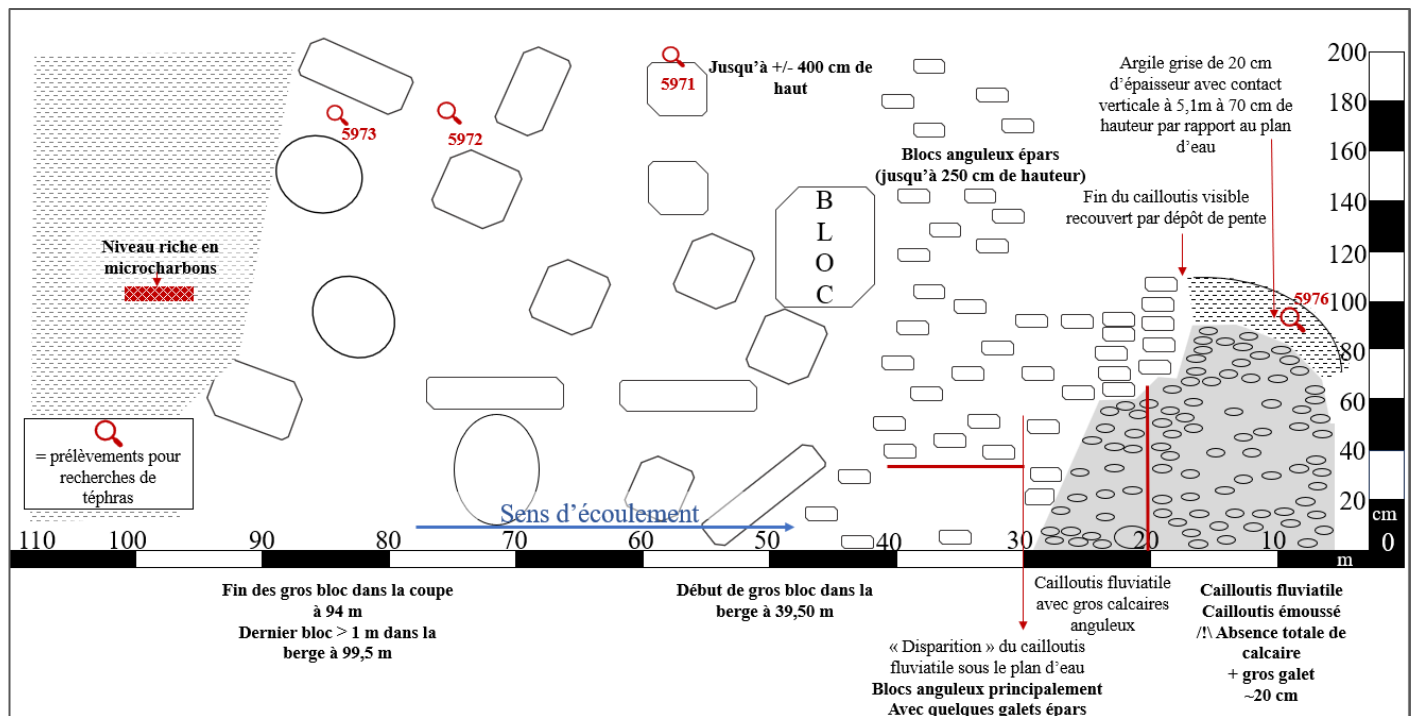 5973
5972
5971
Jusqu'à +/- 400 cm de
haut
Blocs anguleux épars
(jusqu'à 250 cm de hauteur)
Argile grise de 20 cm
d'épaisseur avec contact
verticale à 5,1m à 70 cm de
hauteur par rapport au plan
d'eau
Fin du cailloutis visible
recouvert par dépôt de pente
5976
Niveau riche en
microcharbons
B
L
O
C
= prélèvements pour
recherches de
téphras
Sens d'écoulement
200
180
160
140
120
100
80
60
40
20
cm
0
110 100 90 80 70 60 50 40 30 20 10
m
Fin des gros bloc dans la coupe
à 94 m
Dernier bloc > 1 m dans la
berge à 99,5 m
Début de gros bloc dans la
berge à 39,50 m
« Disparition » du cailloutis
fluviatile sous le plan d'eau
Blocs anguleux principalement
Avec quelques galets épars
Cailloutis fluviatile
avec gros calcaires
anguleux
Cailloutis fluviatile
Cailloutis émoussé
/!\ Absence totale de
calcaire
+ gros galet
~20 cm